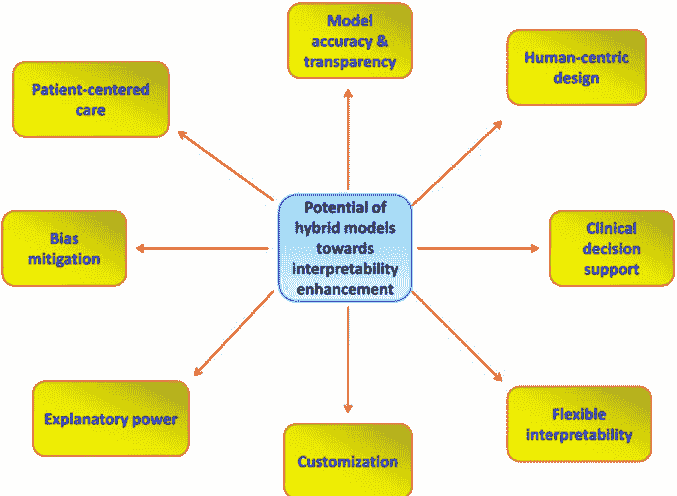 Model
accuracy &
transparency
Human-centric
design
Patient-centered
care
Potential of
hybrid models
towards
interpretability
enhancement
Bias
mitigation
Clinical
decision
support
Explanatory power
Customization
Flexible
interpretability